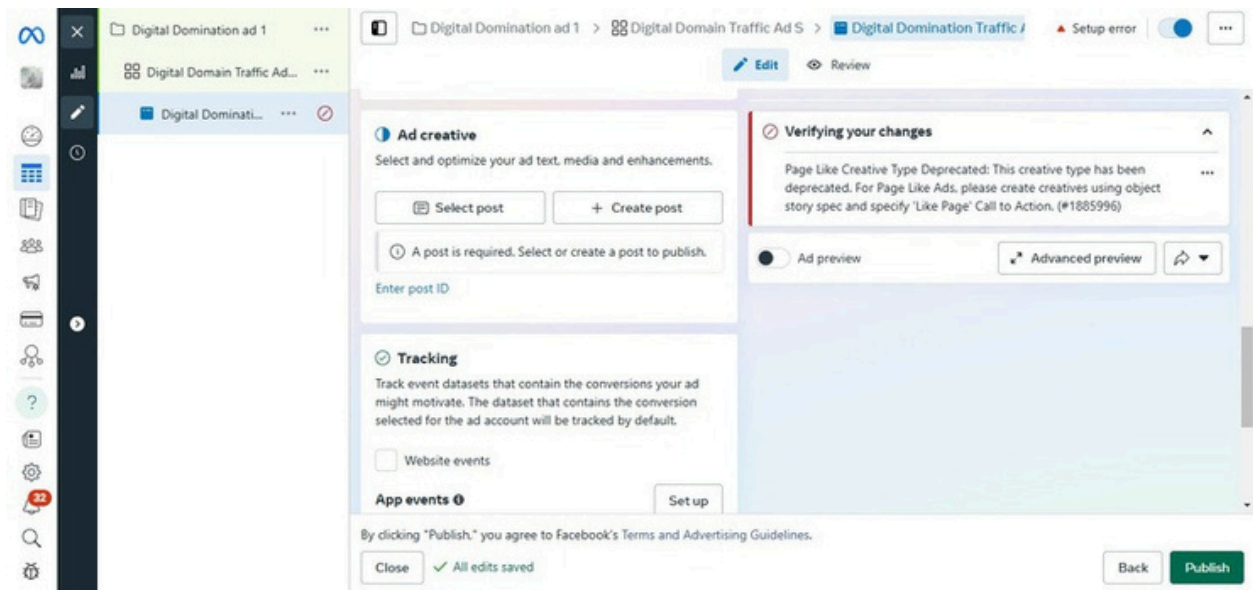 Digital Domination ad 1
Digital Domain Traffic Ad...
Digital Dominati...
Digital Domination ad 1 > Digital Domain Traffic Ad S > Digital Domination Traffic
Setup error
Edit
Review
Ad creative
Select and optimize your ad text, media and enhancements.
Select post
+ Create post
A post is required. Select or create a post to publish.
Enter post ID
Tracking
Track event datasets that contain the conversions your ad
might motivate. The dataset that contains the conversion
selected for the ad account will be tracked by default.
Website events
App events
Set up
Verifying your changes
Page Like Creative Type Deprecated: This creative type has been
deprecated. For Page Like Ads, please create creatives using object
story spec and specify 'Like Page' Call to Action. (#1885996)
Ad preview
Advanced preview
32
By clicking "Publish," you agree to Facebook's Terms and Advertising Guidelines.
Close
All edits saved
Back
Publish